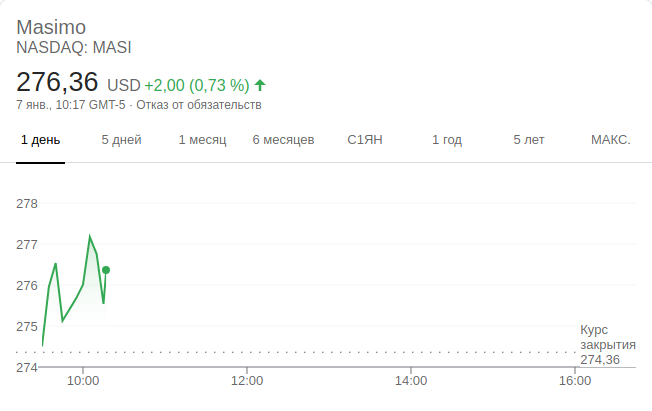 Masimo
NASDAQ: MASI
276,36 USD +2,00 (0,73 %)
7 янв., 10:17 GMT-5 · Отказ от обязательств
1 день 5 дней 1 месяц 6 месяцев С1ЯН 1 год 5 лет МАКС.
278
277
276
275
Курс
закрытия
274,36
274
10:00 12:00 14:00 16:00